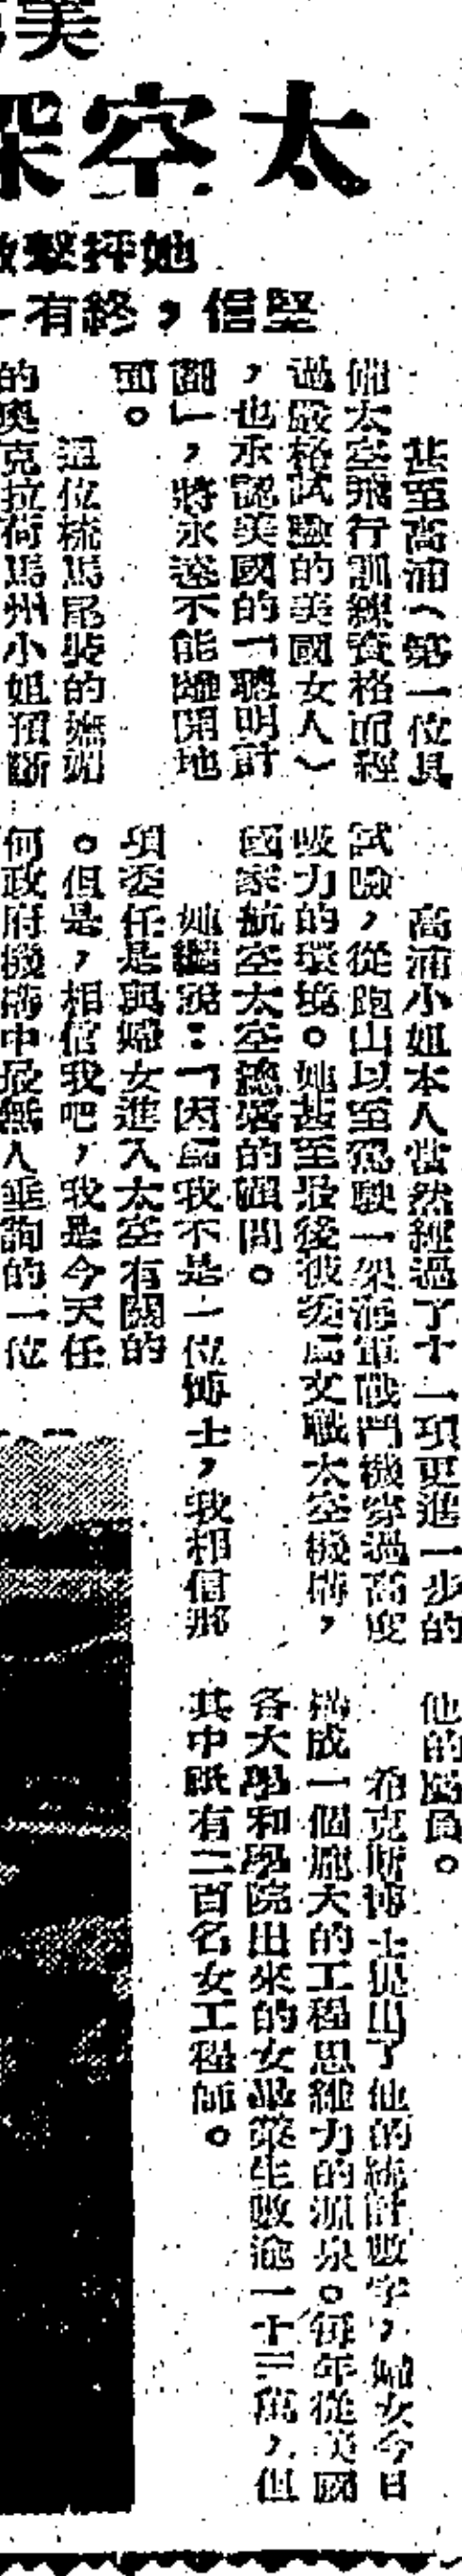 美
太空深
她抨擊
堅信，終有一
甚至高浦（第一位具
備太空飛行訓練資格而經
過嚴格試驗的美國女人）
，也承認美國的「聰明計
劃」，將永遠不能離開地
面。
這位梳馬尾裝的嫵媚
的奧克拉荷馬州小姐預斷
高浦小姐本人當然經過了十一項更進一步的
試驗，從跑山以至駕駛一架海軍戰鬥機穿過高度
吸力的環境。她甚至最後被委爲文職太空機構，
國家航空太空總署的顧問。
她繼說：「因爲我不是一位博士，我相信那
項委任是與婦女進入太空有關的
。但是，相信我吧，我是今天任
何政府機構中最無人垂詢的一位
他的屬員。
希克斯博士提出了他的統計數字，婦女今日
構成一個龐大的工程思維力的源泉。每年從美國
各大學和學院出來的女畢業生數逾一十三萬，但
其中祇有二百名女工程師。